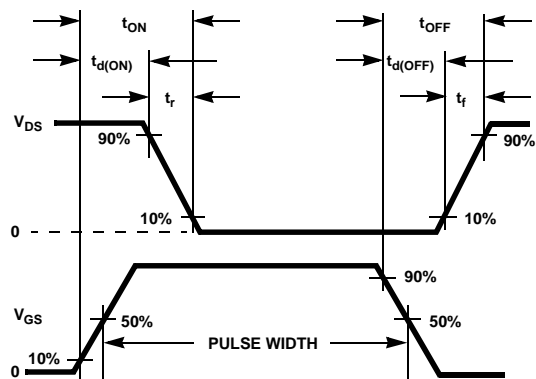 tON tOFF
td(ON) td(OFF)
tr tf
VDS
90% 90%
10% 10%
0
90%
VGS 50% 50%
PULSE WIDTH
10%
0